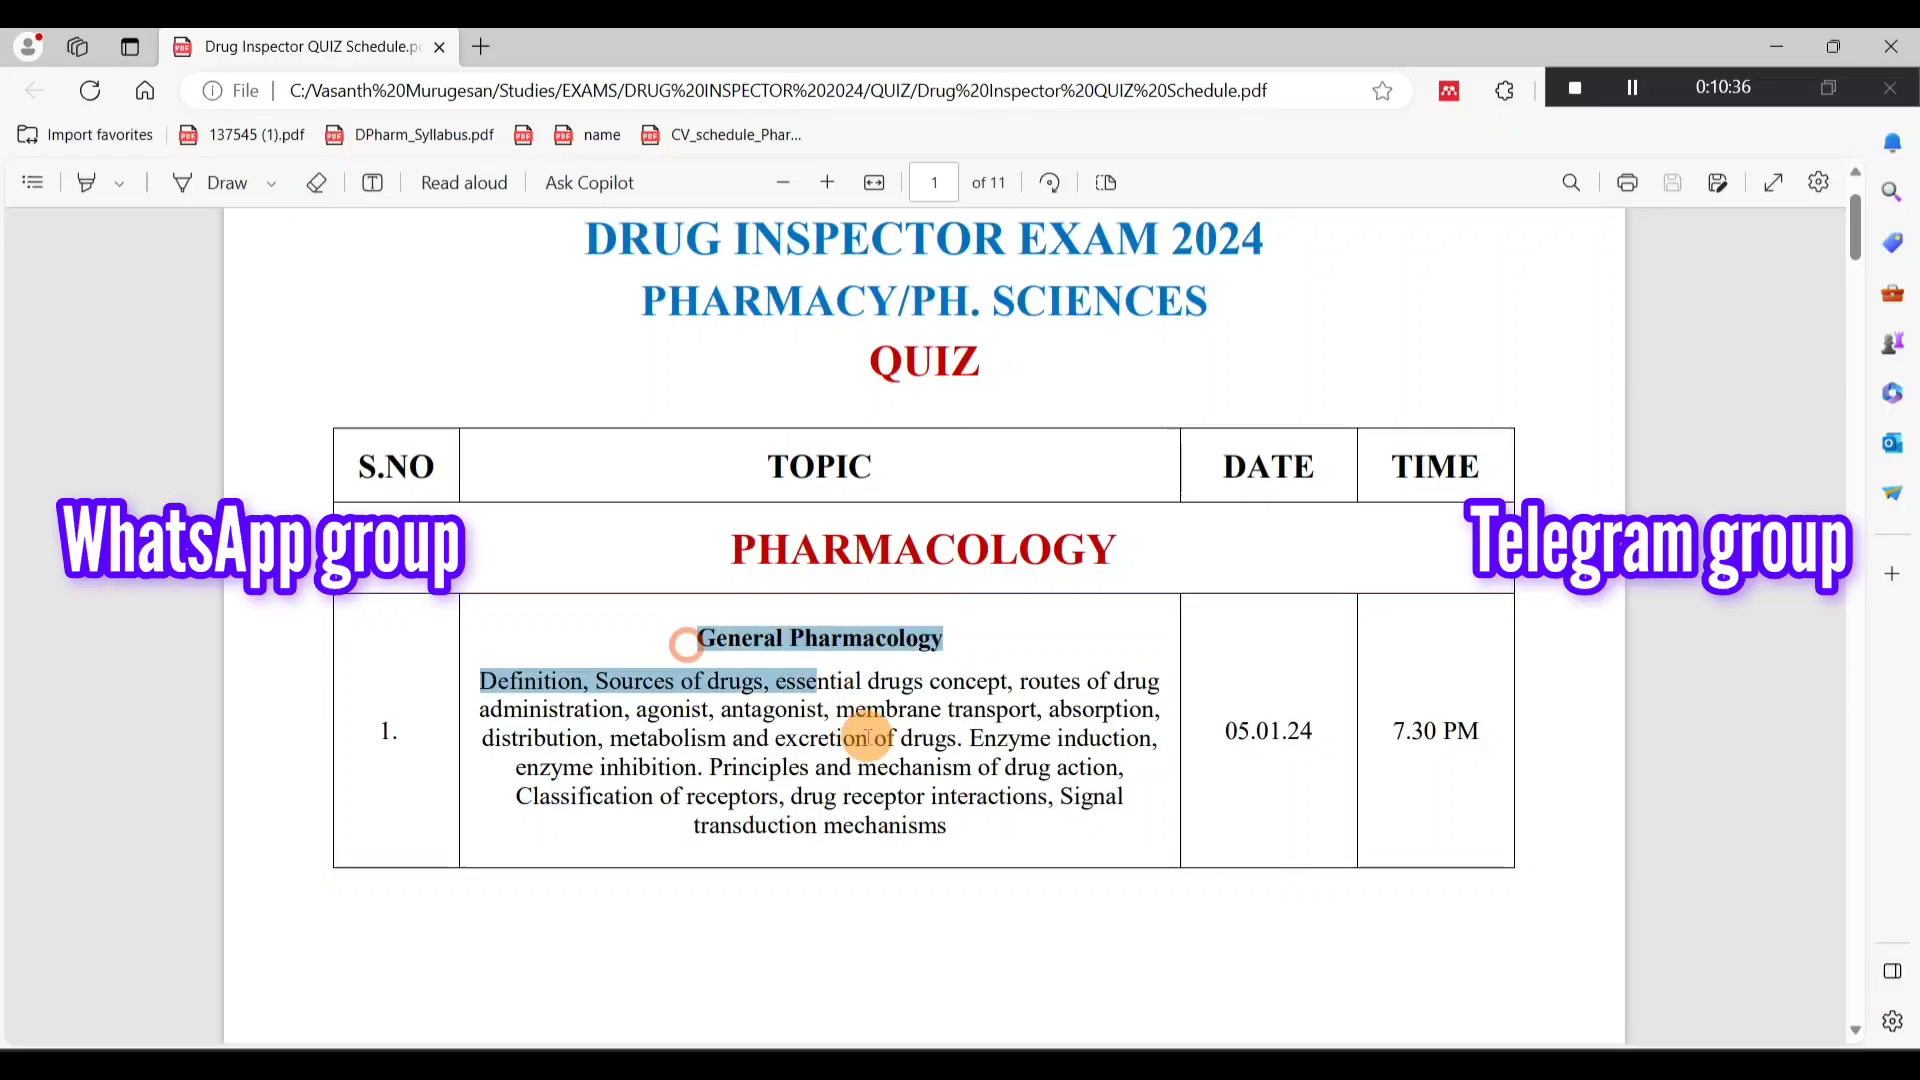 Drug Inspector QUIZ Schedule.p
File
C:/Vasanth%20Murugesan/Studies/EXAMS/DRUG%20INSPECTOR%202024/QUIZ/Drug%20Inspector%20QUIZ%20Schedule.pdf
0:10:36
Import favorites
137545 (1).pdf
DPharm_Syllabus.pdf
name
CV_schedule_Phar...
Draw
Read aloud
Ask Copilot
1
of 11
DRUG INSPECTOR EXAM 2024
PHARMACY/PH. SCIENCES
QUIZ
S.NO TOPIC DATE TIME
WhatsApp group
PHARMACOLOGY
Telegram group
1.
General Pharmacology
Definition, Sources of drugs, essential drugs concept, routes of drug
administration, agonist, antagonist, membrane transport, absorption,
distribution, metabolism and excretion of drugs. Enzyme induction,
enzyme inhibition. Principles and mechanism of drug action,
Classification of receptors, drug receptor interactions, Signal
transduction mechanisms
05.01.24
7.30 PM